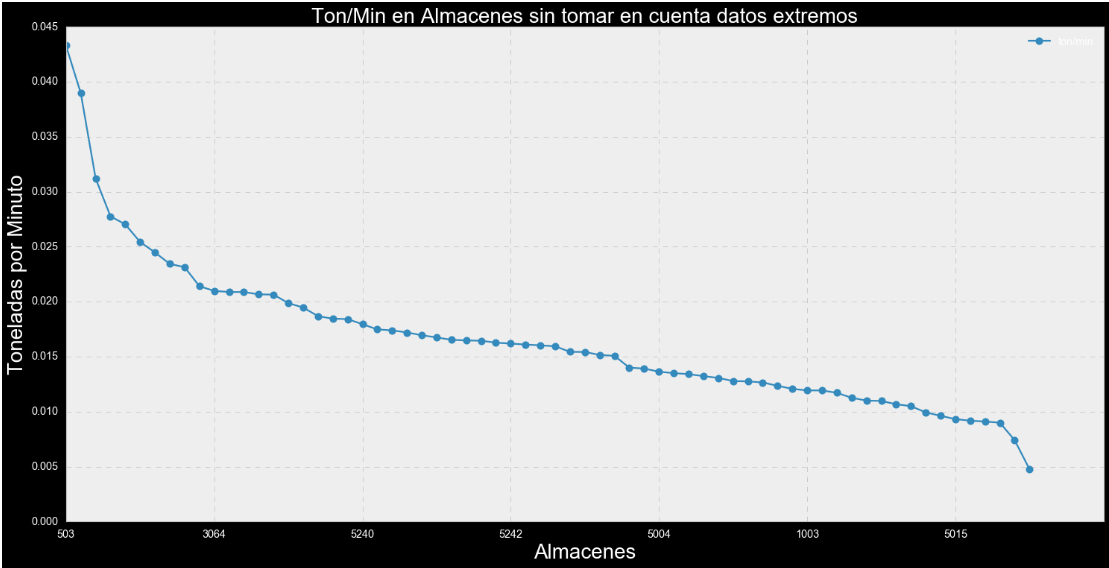 Ton/Min en Almacenes sin tomar en cuenta datos extremos
ton/min
0.045
0.040
0.035
0.030
0.025
0.020
0.015
0.010
0.005
0.000
Toneladas por Minuto
503 3064 5240 5242 5004 1003 5015
Almacenes